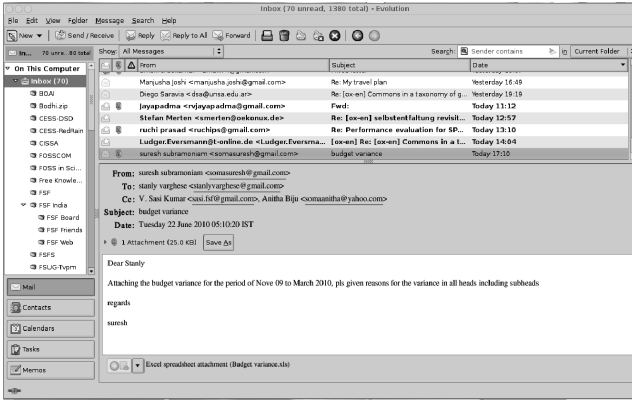 Inbox (70 unread, 1380 total) - Evolution
File Edit View Folder Message Search Help
New Send / Receive Reply Reply to All Forward
In... 70 unre...80 total
Show: All Messages Search: Sender contains Current Folder
On This Computer
Inbox (70)
BOAI
Bodhi.zip
CESS-DSD
CESS-RedRain
CISSA
FOSSCOM
FOSS in Sci...
Free Knowle...
FSF
FSF India
FSF Board
FSF Friends
FSF Web
FSFS
FSUG-Tvpm
Mail
Contacts
Calendars
Tasks
Memos
From Subject Date
Manjusha Joshi <manjusha.joshi@gmail.com> Re: My travel plan Yesterday 16:49
Diego Saravia <dsa@unsa.edu.ar> Re: [ox-en] Commons in a taxonomy of g... Yesterday 19:19
Jayapadma <rvjayapadma@gmail.com> Fwd: Today 11:12
Stefan Merten <smerten@oekonux.de> Re: [ox-en] selbstentfaltung revisit... Today 12:57
ruchi prasad <ruchips@gmail.com> Re: Performance evaluation for SP... Today 13:10
Ludger.Eversmann@t-online.de <Ludger.Eversma... [ox-en] Re: [ox-en] Commons in a t... Today 14:04
suresh subramoniam <somasuresh@gmail.com> budget variance Today 17:10
From: suresh subramoniam <somasuresh@gmail.com>
To: stanly varghese <stanlyvarghese@gmail.com>
Cc: V. Sasi Kumar <sasi.fsf@gmail.com>, Anitha Biju <somaanitha@yahoo.com>
Subject: budget variance
Date: Tuesday 22 June 2010 05:10:20 IST
1 Attachment (25.0 KB) Save As
Dear Stanly
Attaching the budget variance for the period of Nove 09 to March 2010, pls given reasons for the variance in all heads including subheads
regards
suresh
Excel spreadsheet attachment (Budget variance.xls)